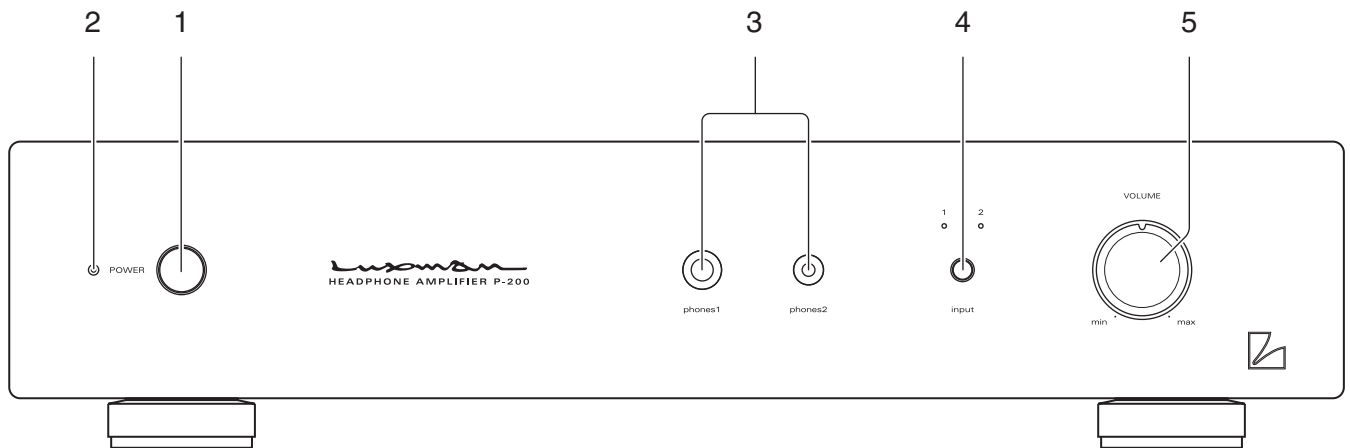 2 1 3 4 5
VOLUME
1 2
POWER
LUXMAN
HEADPHONE AMPLIFIER P-200
phones1 phones2 input
min max